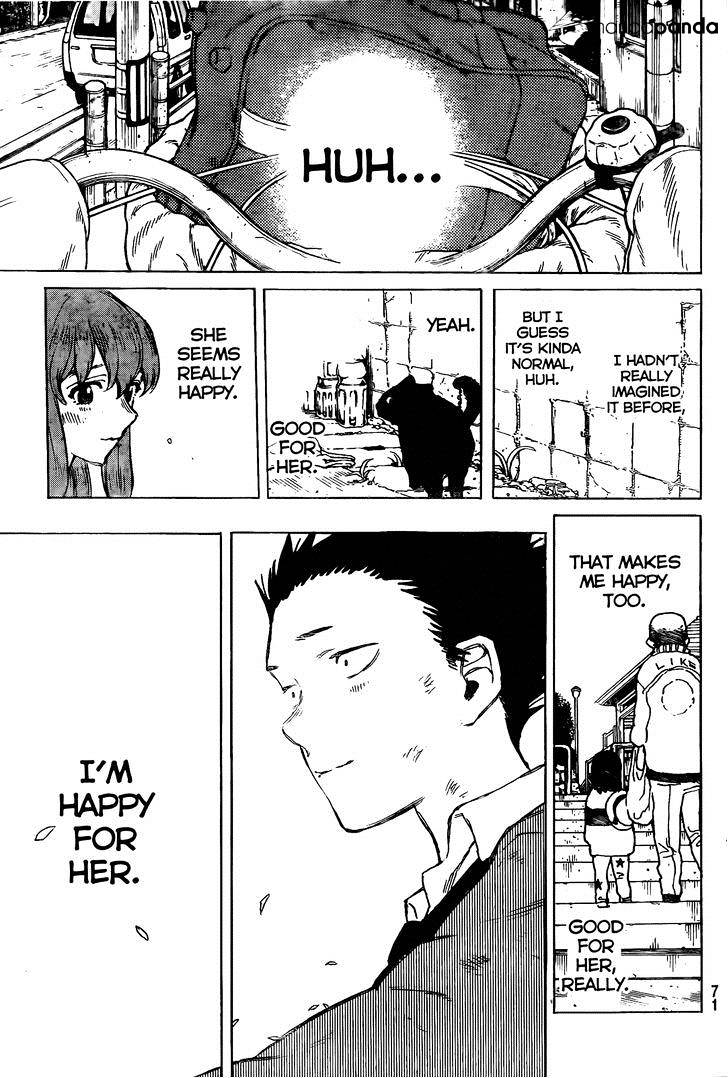 HUH...
I HADN'T
REALLY
IMAGINED
IT BEFORE,
BUT I
GUESS
IT'S KINDA
NORMAL,
HUH.
YEAH.
GOOD
FOR
HER.
SHE
SEEMS
REALLY
HAPPY.
THAT MAKES
ME HAPPY,
TOO.
LIKE
GOOD
FOR
HER,
REALLY.
I'M
HAPPY
FOR
HER.
71